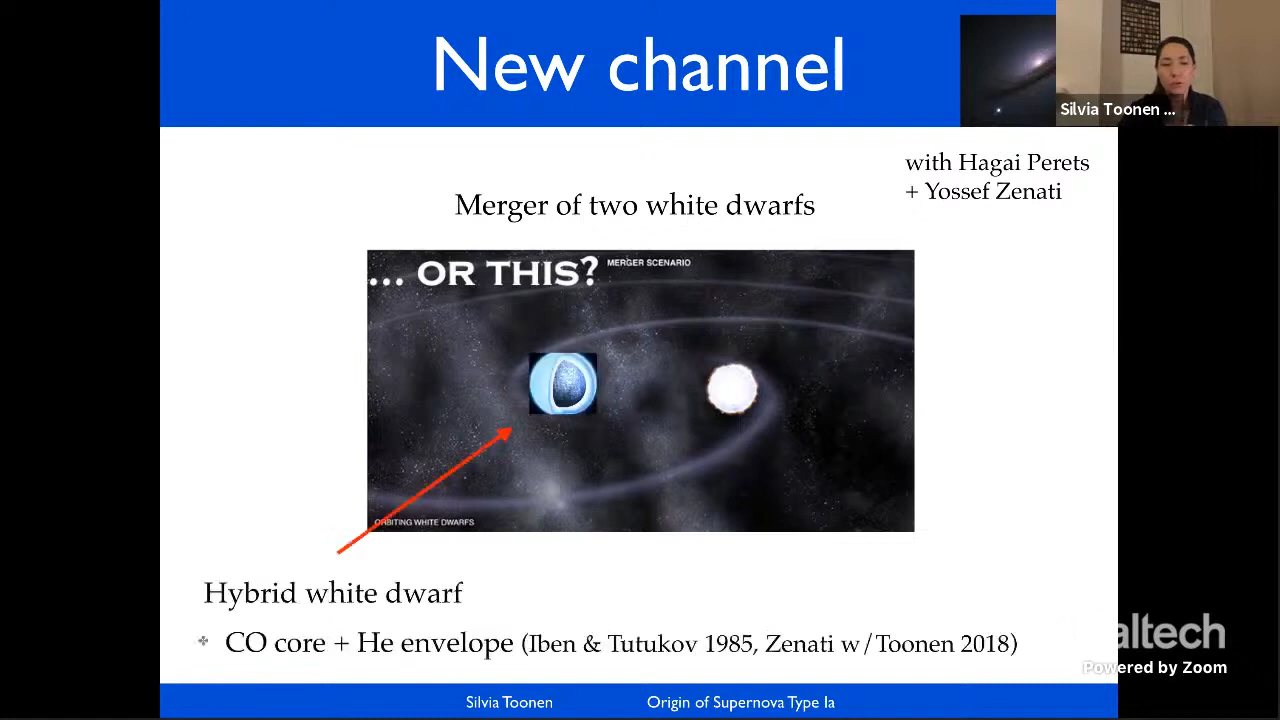 New channel
Silvia Toonen ...
with Hagai Perets
+ Yossef Zenati
Merger of two white dwarfs
... OR THIS?
MERGER SCENARIO
ORBITING WHITE DWARFS
Hybrid white dwarf
CO core + He envelope (Iben & Tutukov 1985, Zenati w/Toonen 2018)
altech
Powered by Zoom
Silvia Toonen
Origin of Supernova Type Ia